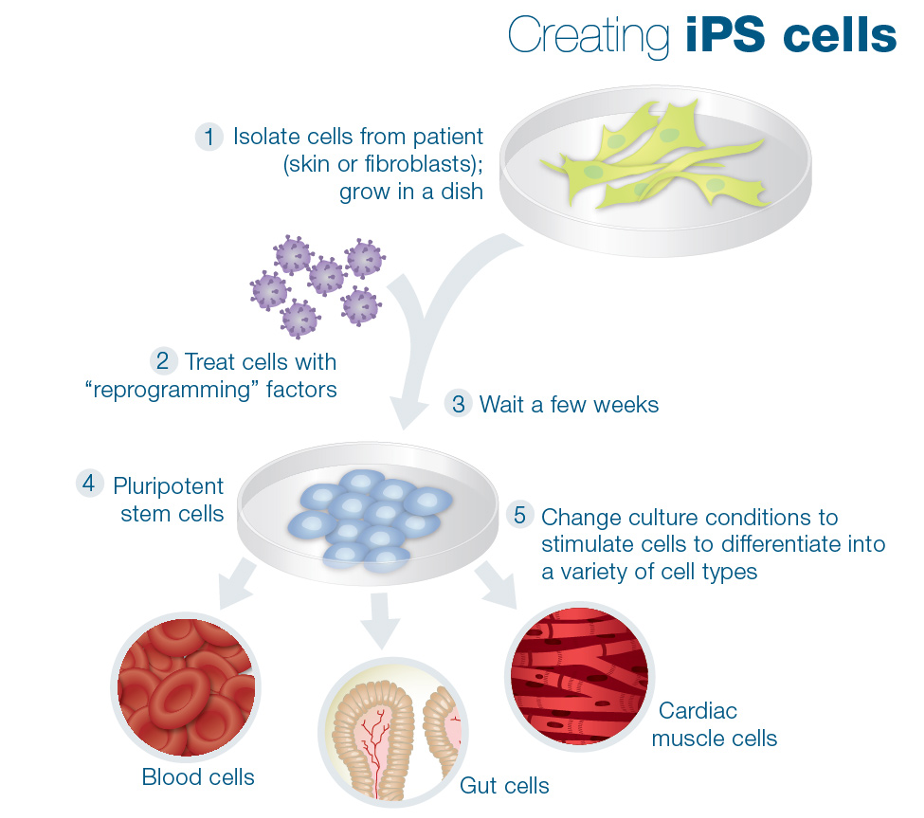 Creating iPS cells
1 Isolate cells from patient
(skin or fibroblasts);
grow in a dish
2 Treat cells with
“reprogramming” factors
3 Wait a few weeks
4 Pluripotent
stem cells
5 Change culture conditions to
stimulate cells to differentiate into
a variety of cell types
Blood cells
Gut cells
Cardiac
muscle cells